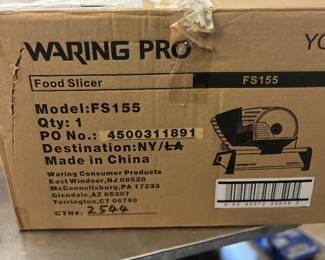 WARING PRO
YO
Food Slicer FS155
Model:FS155
Qty: 1
PO No.: 4500311891
Destination:NY/LA
Made in China
Waring Consumer Products
East Windsor,NJ 08520
McConnellsburg,PA 17233
Glendale,AZ 85307
Torrington,CT 06790
CTN#: 2544